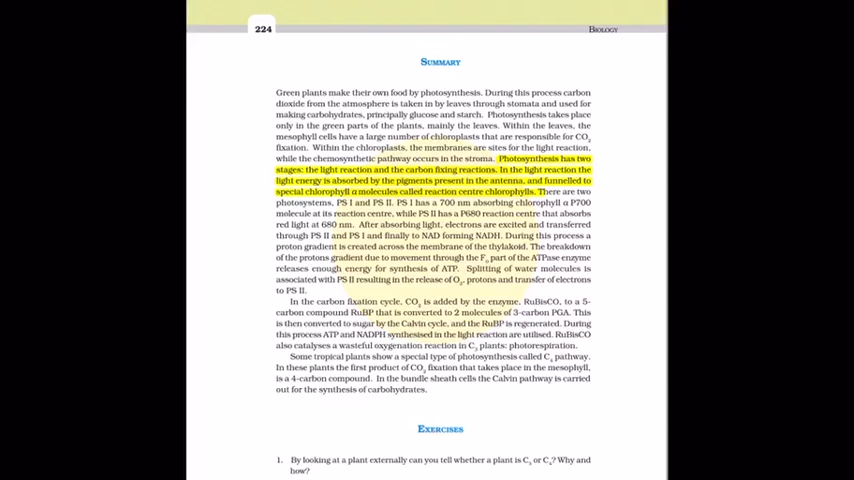 224
BIOLOGY
SUMMARY
Green plants make their own food by photosynthesis. During this process carbon
dioxide from the atmosphere is taken in by leaves through stomata and used for
making carbohydrates, principally glucose and starch. Photosynthesis takes place
only in the green parts of the plants, mainly the leaves. Within the leaves, the
mesophyll cells have a large number of chloroplasts that are responsible for CO₂
fixation. Within the chloroplasts, the membranes are sites for the light reaction,
while the chemosynthetic pathway occurs in the stroma. Photosynthesis has two
stages: the light reaction and the carbon fixing reactions. In the light reaction the
light energy is absorbed by the pigments present in the antenna, and funnelled to
special chlorophyll a molecules called reaction centre chlorophylls. There are two
photosystems, PS I and PS II. PS I has a 700 nm absorbing chlorophyll a P700
molecule at its reaction centre, while PS II has a P680 reaction centre that absorbs
red light at 680 nm. After absorbing light, electrons are excited and transferred
through PS II and PS I and finally to NAD forming NADH. During this process a
proton gradient is created across the membrane of the thylakoid. The breakdown
of the protons gradient due to movement through the F₀ part of the ATPase enzyme
releases enough energy for synthesis of ATP. Splitting of water molecules is
associated with PS II resulting in the release of O₂, protons and transfer of electrons
to PS II.
In the carbon fixation cycle, CO₂ is added by the enzyme, RuBisCO, to a 5-
carbon compound RuBP that is converted to 2 molecules of 3-carbon PGA. This
is then converted to sugar by the Calvin cycle, and the RuBP is regenerated. During
this process ATP and NADPH synthesised in the light reaction are utilised. RuBisCO
also catalyses a wasteful oxygenation reaction in C₃ plants: photorespiration.
Some tropical plants show a special type of photosynthesis called C₄ pathway.
In these plants the first product of CO₂ fixation that takes place in the mesophyll,
is a 4-carbon compound. In the bundle sheath cells the Calvin pathway is carried
out for the synthesis of carbohydrates.
EXERCISES
1. By looking at a plant externally can you tell whether a plant is C₃ or C₄? Why and
how?